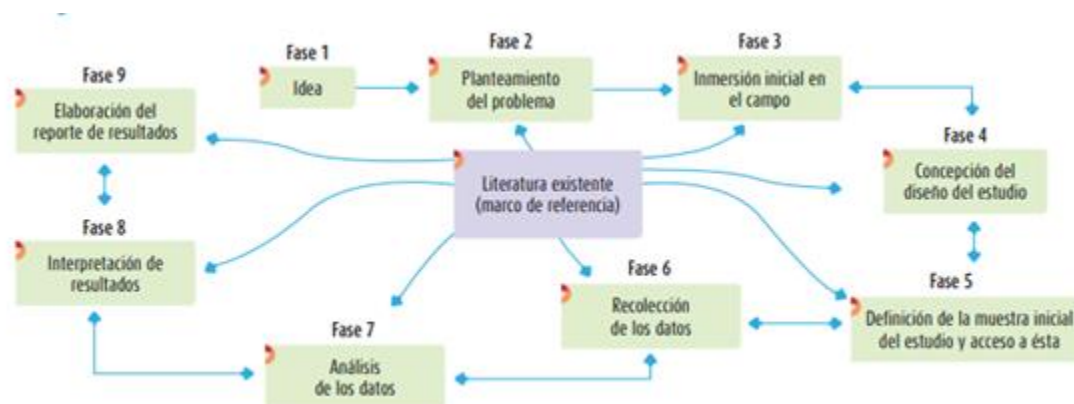 Fase 1
Idea
Fase 2
Planteamiento
del problema
Fase 3
Inmersión inicial en
el campo
Fase 4
Concepción del
diseño del estudio
Fase 5
Definición de la muestra inicial
del estudio y acceso a ésta
Fase 6
Recolección
de los datos
Fase 7
Análisis
de los datos
Fase 8
Interpretación de
resultados
Fase 9
Elaboración del
reporte de resultados
Literatura existente
(marco de referencia)